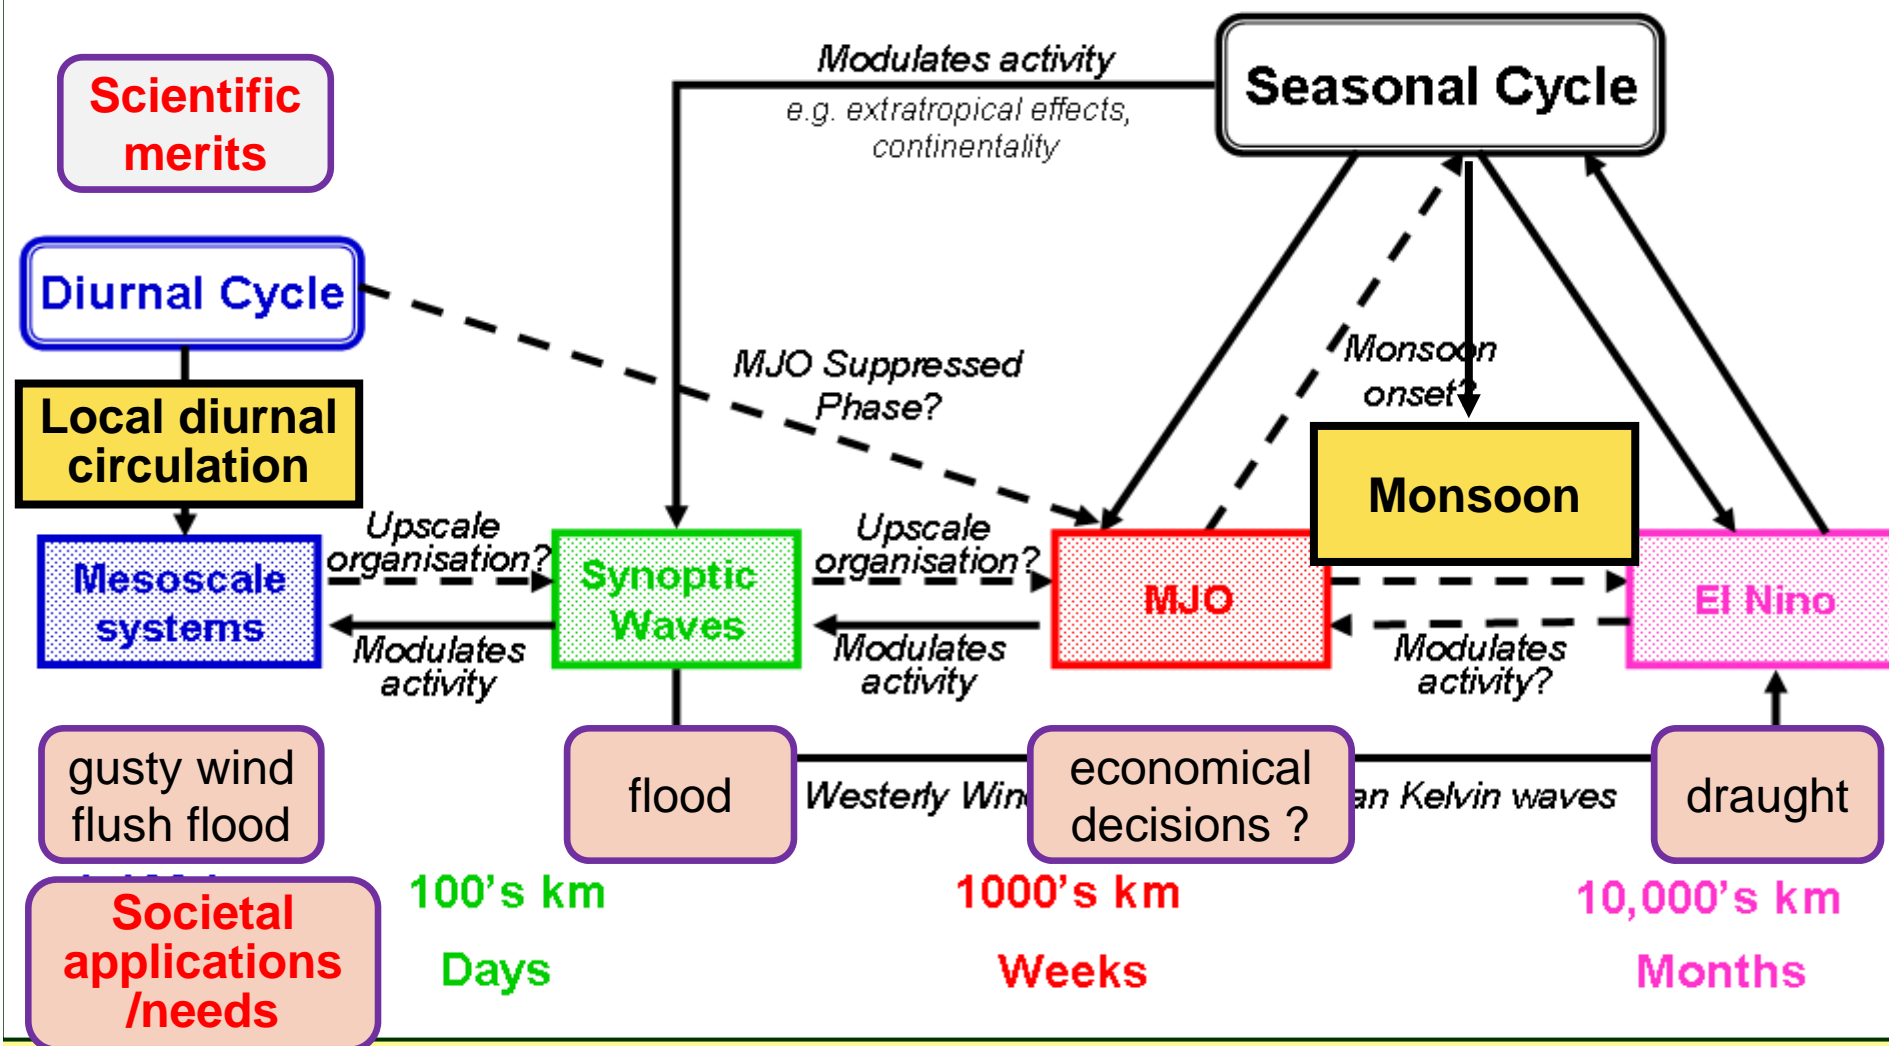 Modulates activity
e.g. extratropical effects,
continentality
Seasonal Cycle
Scientific
merits
Diurnal Cycle
MJO Suppressed
Phase?
Monsoon
onset?
Local diurnal
circulation
Monsoon
Upscale
organisation?
Upscale
organisation?
Mesoscale
systems
Synoptic
Waves
MJO
El Nino
Modulates
activity
Modulates
activity
Modulates
activity?
gusty wind
flush flood
flood
Westerly
economical
decisions ?
Kelvin waves
draught
100's km
1000's km
10,000's km
Societal
applications
/needs
Days
Weeks
Months